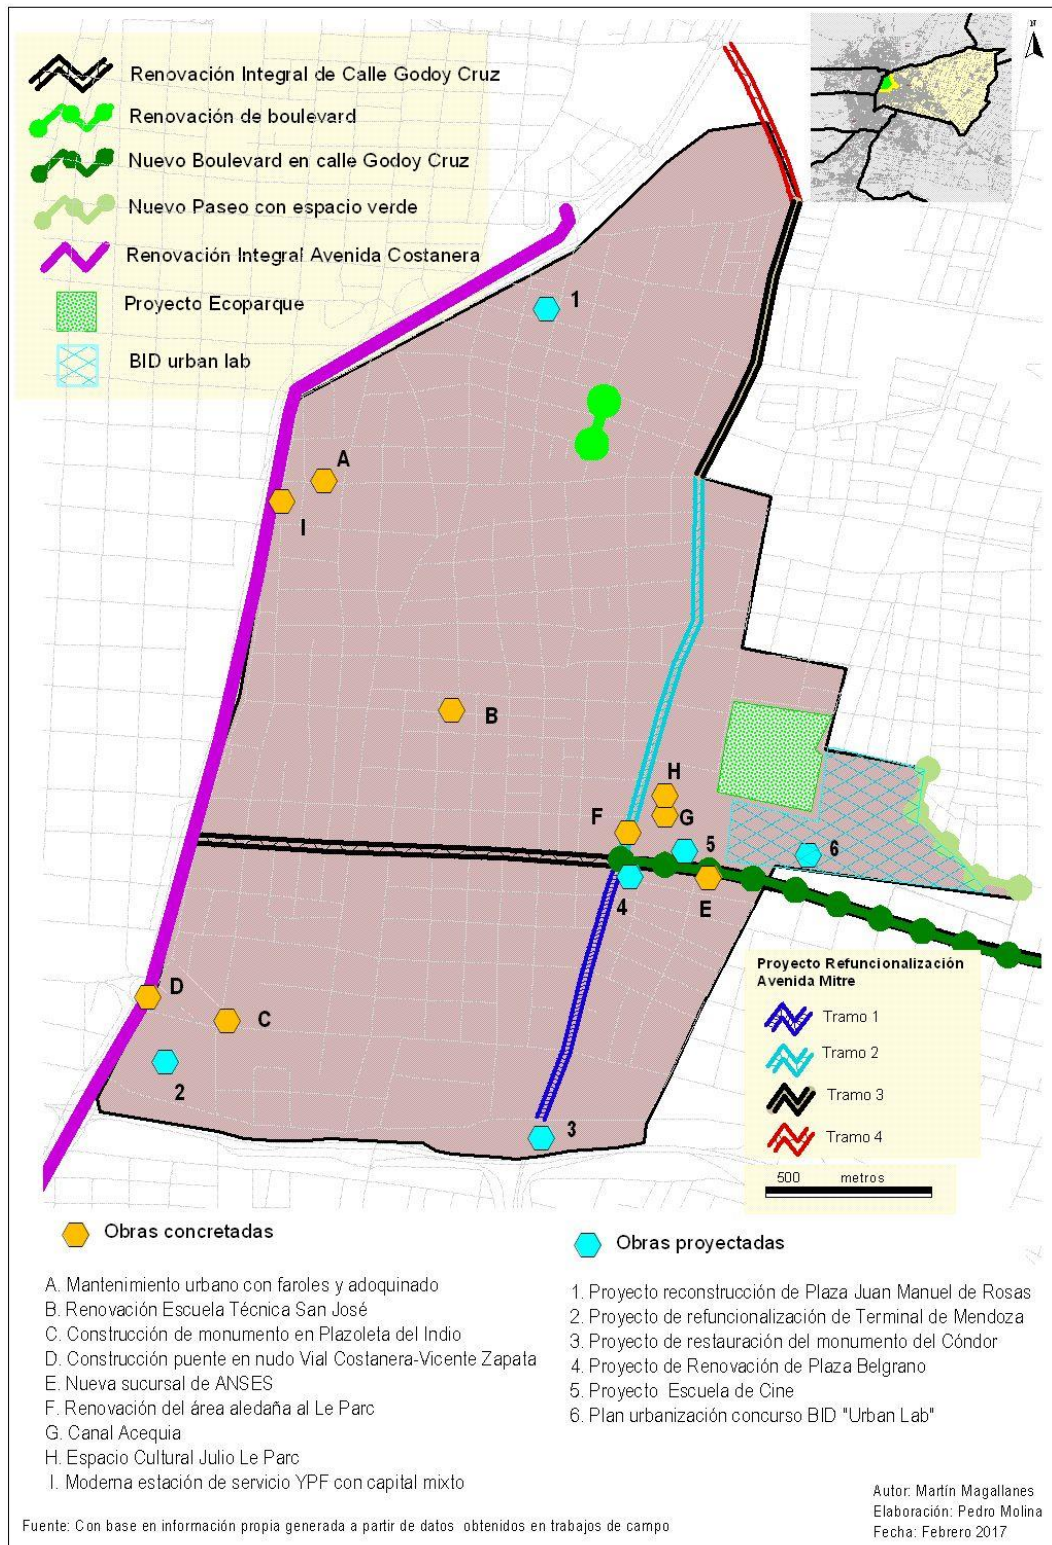 N
Renovación Integral de Calle Godoy Cruz
Renovación de boulevard
Nuevo Boulevard en calle Godoy Cruz
Nuevo Paseo con espacio verde
Renovación Integral Avenida Costanera
Proyecto Ecoparque
BID urban lab
1
A
I
B
H
G
F
5
6
4
E
D
C
2
3
Proyecto Refuncionalización
Avenida Mitre
Tramo 1
Tramo 2
Tramo 3
Tramo 4
500 metros
Obras concretadas
A. Mantenimiento urbano con faroles y adoquinado
B. Renovación Escuela Técnica San José
C. Construcción de monumento en Plazoleta del Indio
D. Construcción puente en nudo Vial Costanera-Vicente Zapata
E. Nueva sucursal de ANSES
F. Renovación del área aledaña al Le Parc
G. Canal Acequia
H. Espacio Cultural Julio Le Parc
I. Moderna estación de servicio YPF con capital mixto
Obras proyectadas
1. Proyecto reconstrucción de Plaza Juan Manuel de Rosas
2. Proyecto de refuncionalización de Terminal de Mendoza
3. Proyecto de restauración del monumento del Cóndor
4. Proyecto de Renovación de Plaza Belgrano
5. Proyecto Escuela de Cine
6. Plan urbanización concurso BID "Urban Lab"
Autor: Martín Magallanes
Elaboración: Pedro Molina
Fecha: Febrero 2017
Fuente: Con base en información propia generada a partir de datos obtenidos en trabajos de campo